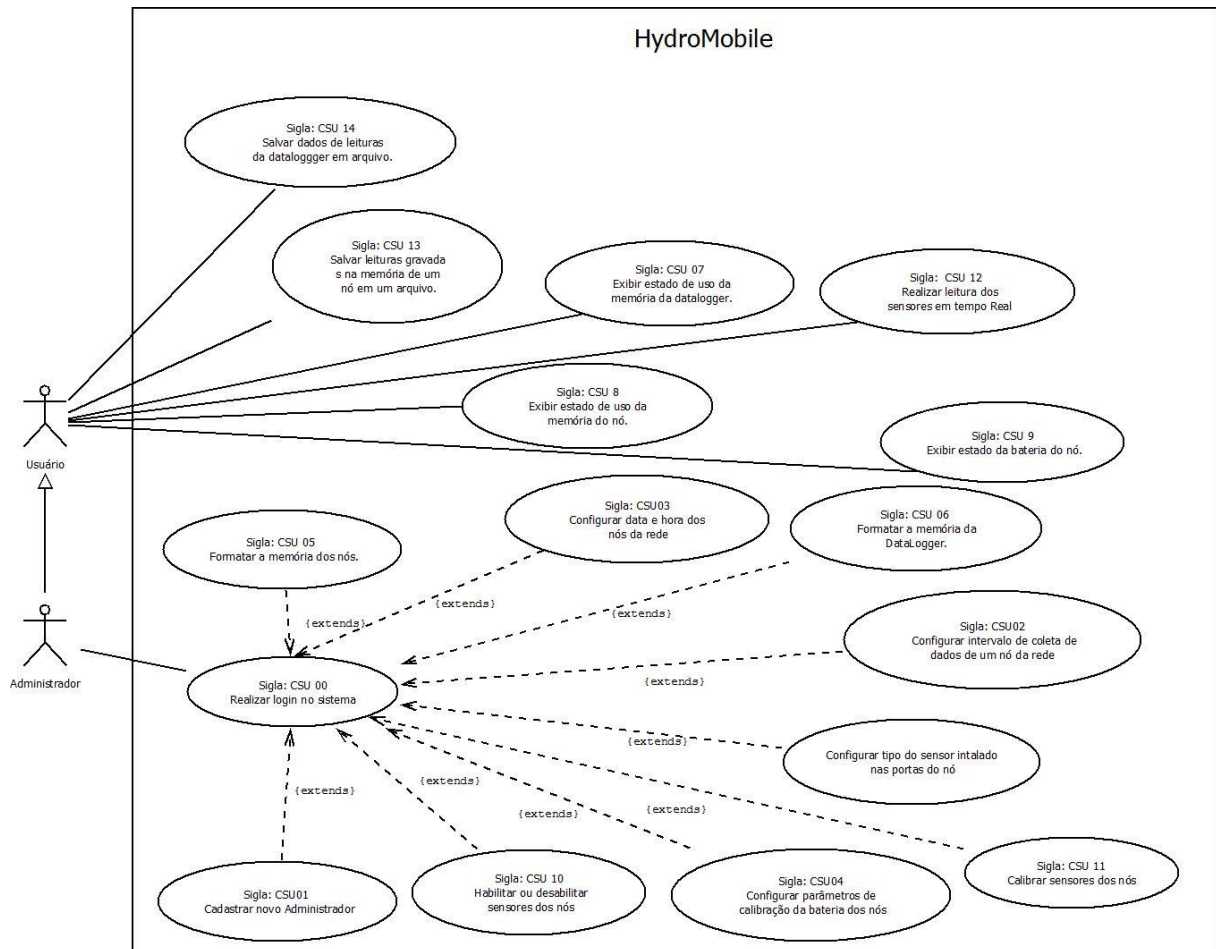 HydroMobile
Sigla: CSU 14
Salvar dados de leituras
da dataloggger em arquivo.
Sigla: CSU 13
Salvar leituras gravada
s na memória de um
nó em um arquivo.
Sigla: CSU 07
Exibir estado de uso da
memória da datalogger.
Sigla: CSU 12
Realizar leitura dos
sensores em tempo Real
Sigla: CSU 8
Exibir estado de uso da
memória do nó.
Sigla: CSU 9
Exibir estado da bateria do nó.
Usuário
Sigla: CSU03
Configurar data e hora dos
nós da rede
Sigla: CSU 06
Formatar a memória da
DataLogger.
Sigla: CSU 05
Formatar a memória dos nós.
{extends}
{extends}
{extends}
{extends}
Sigla: CSU02
Configurar intervalo de coleta de
dados de um nó da rede
Administrador
Sigla: CSU 00
Realizar login no sistema
{extends}
{extends}
Configurar tipo do sensor intalado
nas portas do nó
{extends}
{extends}
{extends}
{extends}
Sigla: CSU01
Cadastrar novo Administrador
Sigla: CSU 10
Habilitar ou desabilitar
sensores dos nós
Sigla: CSU04
Configurar parâmetros de
calibração da bateria dos nós
Sigla: CSU 11
Calibrar sensores dos nós